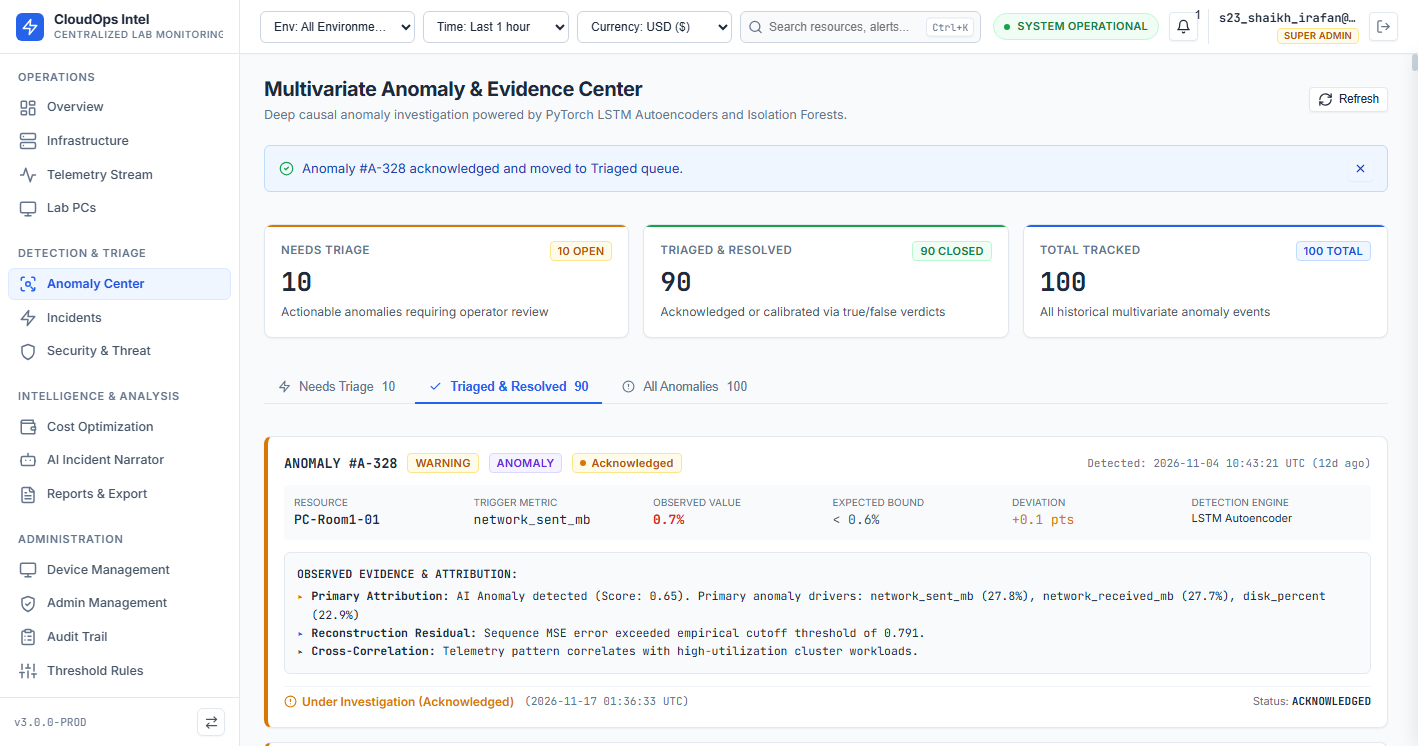 CloudOps Intel
CENTRALIZED LAB MONITORING
Env: All Environme...
Time: Last 1 hour
Currency: USD ($)
Search resources, alerts...
Ctrl+K
SYSTEM OPERATIONAL
1
s23_shaikh_irafan@...
SUPER ADMIN
OPERATIONS
Overview
Infrastructure
Telemetry Stream
Lab PCs
DETECTION & TRIAGE
Anomaly Center
Incidents
Security & Threat
INTELLIGENCE & ANALYSIS
Cost Optimization
AI Incident Narrator
Reports & Export
ADMINISTRATION
Device Management
Admin Management
Audit Trail
Threshold Rules
v3.0.0-PROD
Multivariate Anomaly & Evidence Center
Deep causal anomaly investigation powered by PyTorch LSTM Autoencoders and Isolation Forests.
Refresh
Anomaly #A-328 acknowledged and moved to Triaged queue.
NEEDS TRIAGE
10 OPEN
10
Actionable anomalies requiring operator review
TRIAGED & RESOLVED
90 CLOSED
90
Acknowledged or calibrated via true/false verdicts
TOTAL TRACKED
100 TOTAL
100
All historical multivariate anomaly events
Needs Triage 10
Triaged & Resolved 90
All Anomalies 100
ANOMALY #A-328
WARNING
ANOMALY
Acknowledged
Detected: 2026-11-04 10:43:21 UTC (12d ago)
RESOURCE
PC-Room1-01
TRIGGER METRIC
network_sent_mb
OBSERVED VALUE
0.7%
EXPECTED BOUND
< 0.6%
DEVIATION
+0.1 pts
DETECTION ENGINE
LSTM Autoencoder
OBSERVED EVIDENCE & ATTRIBUTION:
Primary Attribution: AI Anomaly detected (Score: 0.65). Primary anomaly drivers: network_sent_mb (27.8%), network_received_mb (27.7%), disk_percent
(22.9%)
Reconstruction Residual: Sequence MSE error exceeded empirical cutoff threshold of 0.791.
Cross-Correlation: Telemetry pattern correlates with high-utilization cluster workloads.
Under Investigation (Acknowledged) (2026-11-17 01:36:33 UTC)
Status: ACKNOWLEDGED